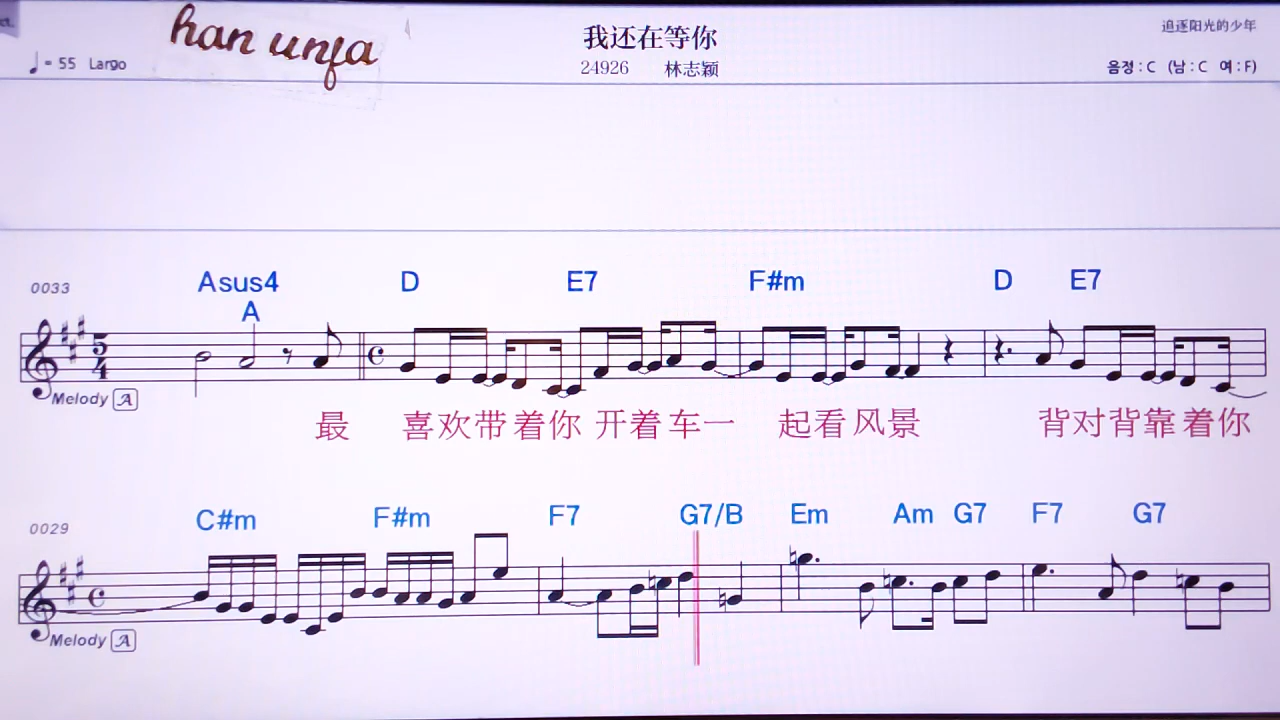 han unfa
我还在等你
追逐阳光的少年
♩= 55 Largo
24926 林志颖
음정 : C (남 : C 여 : F)
0033
Asus4 D E7 F#m D E7
A
5
4
Melody A
最 喜欢带着你 开着车一 起看风景 背对背靠着你
0029
C#m F#m F7 G7/B Em Am G7 F7 G7
Melody A